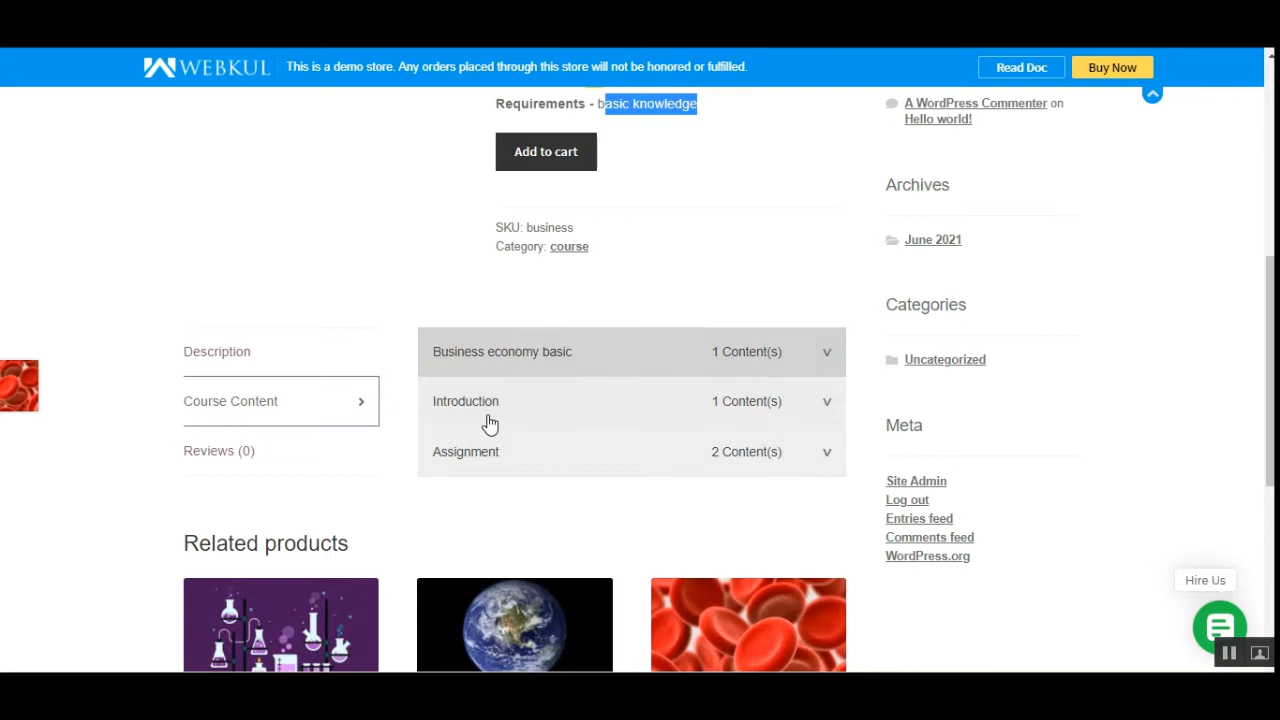 WEBKUL
This is a demo store. Any orders placed through this store will not be honored or fulfilled.
Read Doc
Buy Now
Requirements - basic knowledge
Add to cart
SKU: business
Category: course
Description
Course Content
Reviews (0)
Business economy basic 1 Content(s)
Introduction 1 Content(s)
Assignment 2 Content(s)
Related products
A WordPress Commenter on
Hello world!
Archives
June 2021
Categories
Uncategorized
Meta
Site Admin
Log out
Entries feed
Comments feed
WordPress.org
Hire Us